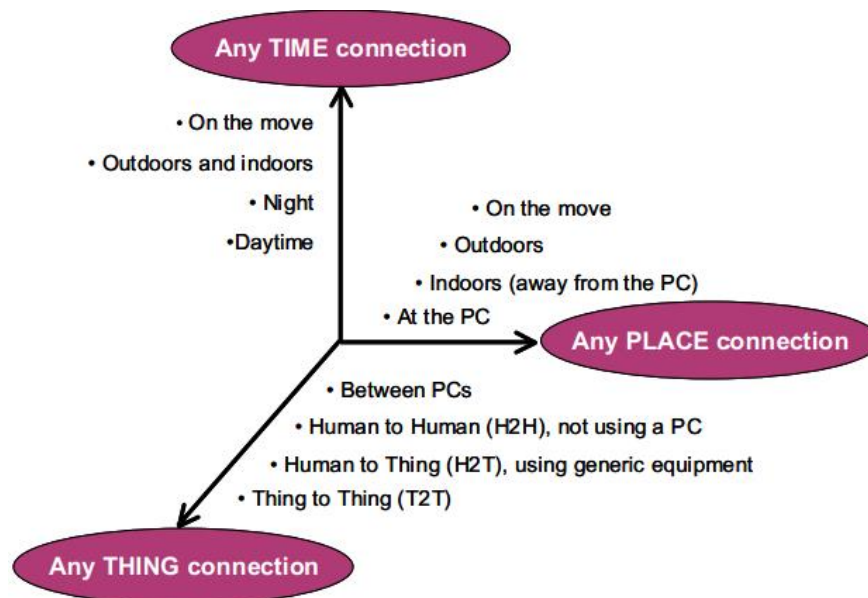 Any TIME connection
• On the move
• Outdoors and indoors
• Night
•Daytime
• On the move
• Outdoors
• Indoors (away from the PC)
• At the PC
Any PLACE connection
• Between PCs
• Human to Human (H2H), not using a PC
• Human to Thing (H2T), using generic equipment
• Thing to Thing (T2T)
Any THING connection